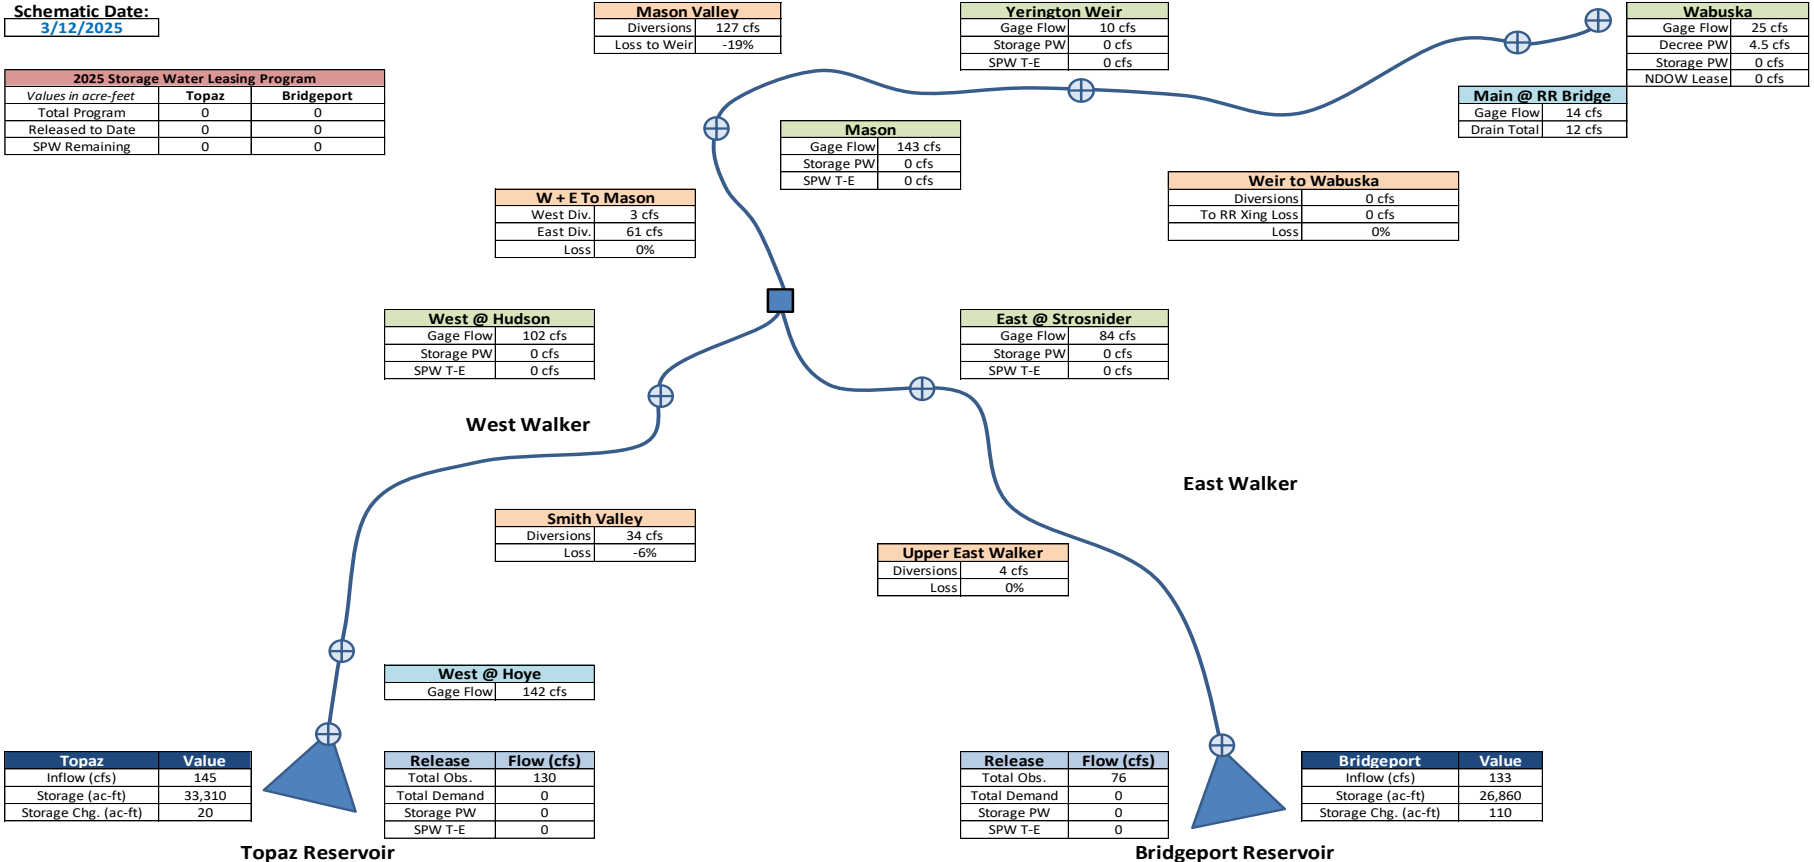 Schematic Date:
3/12/2025
2025 Storage Water Leasing Program
Values in acre-feet Topaz Bridgeport
Total Program 0 0
Released to Date 0 0
SPW Remaining 0 0
Mason Valley
Diversions 127 cfs
Loss to Weir -19%
Yerington Weir
Gage Flow 10 cfs
Storage PW 0 cfs
SPW T-E 0 cfs
Wabuska
Gage Flow 25 cfs
Decree PW 4.5 cfs
Storage PW 0 cfs
NDOW Lease 0 cfs
Main @ RR Bridge
Gage Flow 14 cfs
Drain Total 12 cfs
Mason
Gage Flow 143 cfs
Storage PW 0 cfs
SPW T-E 0 cfs
Weir to Wabuska
Diversions 0 cfs
To RR Xing Loss 0 cfs
Loss 0%
W + E To Mason
West Div. 3 cfs
East Div. 61 cfs
Loss 0%
West @ Hudson
Gage Flow 102 cfs
Storage PW 0 cfs
SPW T-E 0 cfs
East @ Strosnider
Gage Flow 84 cfs
Storage PW 0 cfs
SPW T-E 0 cfs
West Walker
East Walker
Smith Valley
Diversions 34 cfs
Loss -6%
Upper East Walker
Diversions 4 cfs
Loss 0%
West @ Hoye
Gage Flow 142 cfs
Topaz Value
Inflow (cfs) 145
Storage (ac-ft) 33,310
Storage Chg. (ac-ft) 20
Release Flow (cfs)
Total Obs. 130
Total Demand 0
Storage PW 0
SPW T-E 0
Topaz Reservoir
Release Flow (cfs)
Total Obs. 76
Total Demand 0
Storage PW 0
SPW T-E 0
Bridgeport Value
Inflow (cfs) 133
Storage (ac-ft) 26,860
Storage Chg. (ac-ft) 110
Bridgeport Reservoir